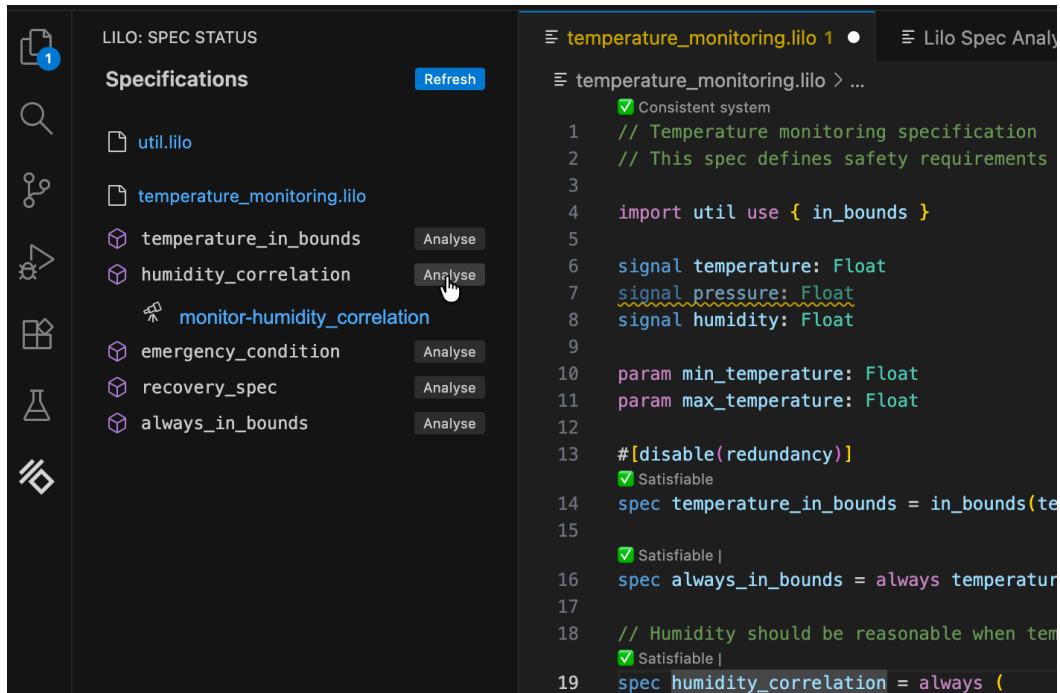 1
LILO: SPEC STATUS
Specifications
Refresh
util.lilo
temperature_monitoring.lilo
temperature_in_bounds Analyse
humidity_correlation Analyse
monitor-humidity_correlation
emergency_condition Analyse
recovery_spec Analyse
always_in_bounds Analyse
temperature_monitoring.lilo 1 ●
Lilo Spec Analy
temperature_monitoring.lilo > ...
✅ Consistent system
1 // Temperature monitoring specification
2 // This spec defines safety requirements
3
4 import util use { in_bounds }
5
6 signal temperature: Float
7 signal pressure: Float
8 signal humidity: Float
9
10 param min_temperature: Float
11 param max_temperature: Float
12
13 #[disable(redundancy)]
✅ Satisfiable
14 spec temperature_in_bounds = in_bounds(te
15
✅ Satisfiable |
16 spec always_in_bounds = always temperatur
17
18 // Humidity should be reasonable when tem
✅ Satisfiable |
19 spec humidity_correlation = always (